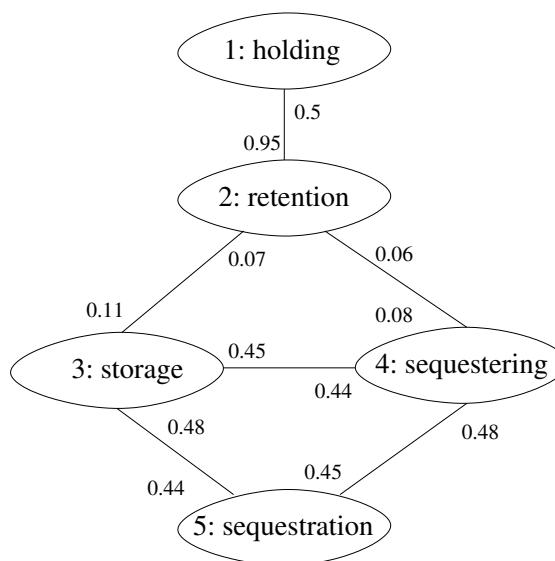 1: holding
0.5
0.95
2: retention
0.07
0.06
0.11
0.08
3: storage
0.45
0.44
4: sequestering
0.48
0.48
0.44
0.45
5: sequestration